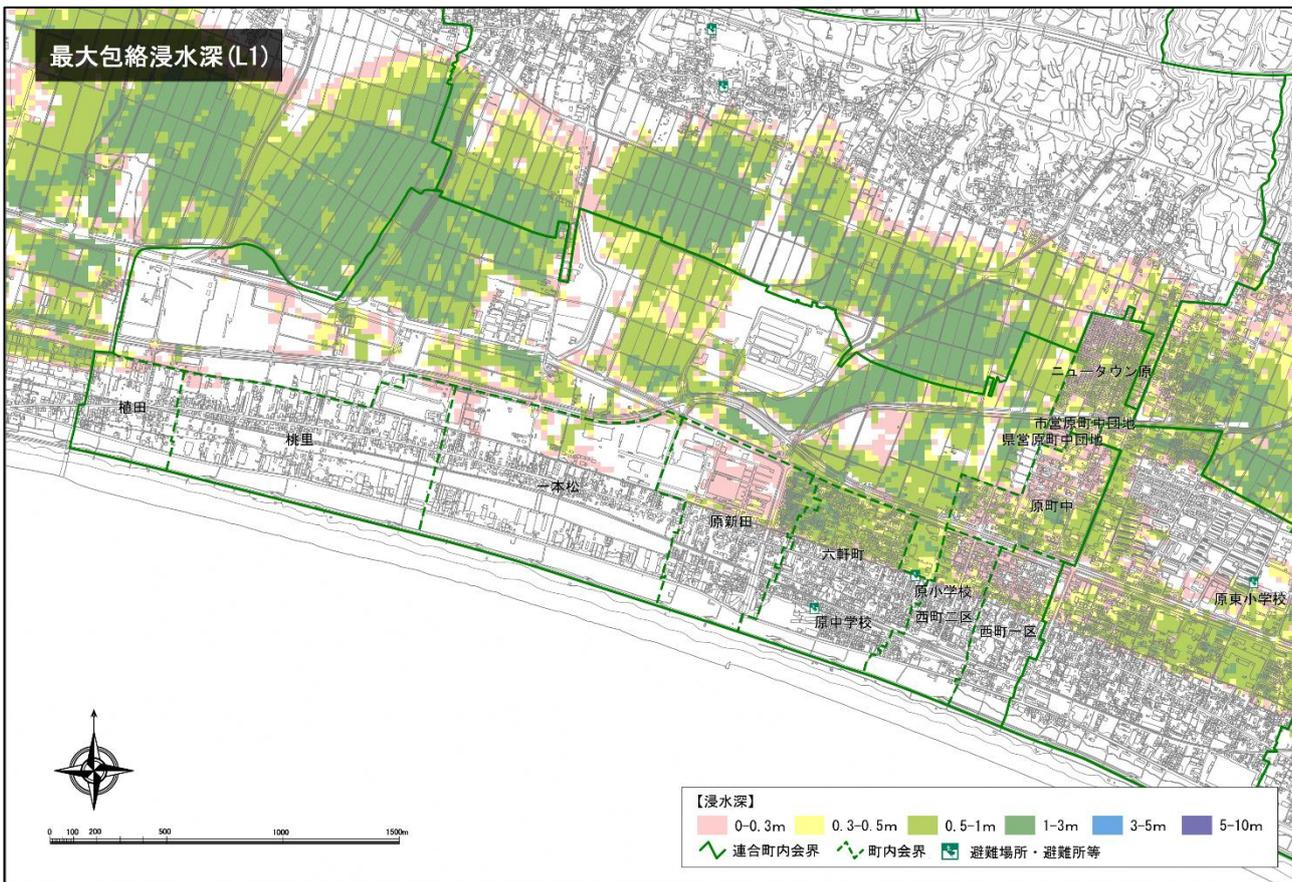 最大包絡浸水深(L1)
ニュータウン原
植田
市営原町中団地
桃里
県営原町中団地
一本松
原町中
原新田
六軒町
原小学校
原東小学校
原中学校
西町二区
西町一区
【浸水深】
0-0.3m 0.3-0.5m 0.5-1m 1-3m 3-5m 5-10m
連合町内会界 町内会界 避難場所・避難所等
0 100 200 500 1000 1500m